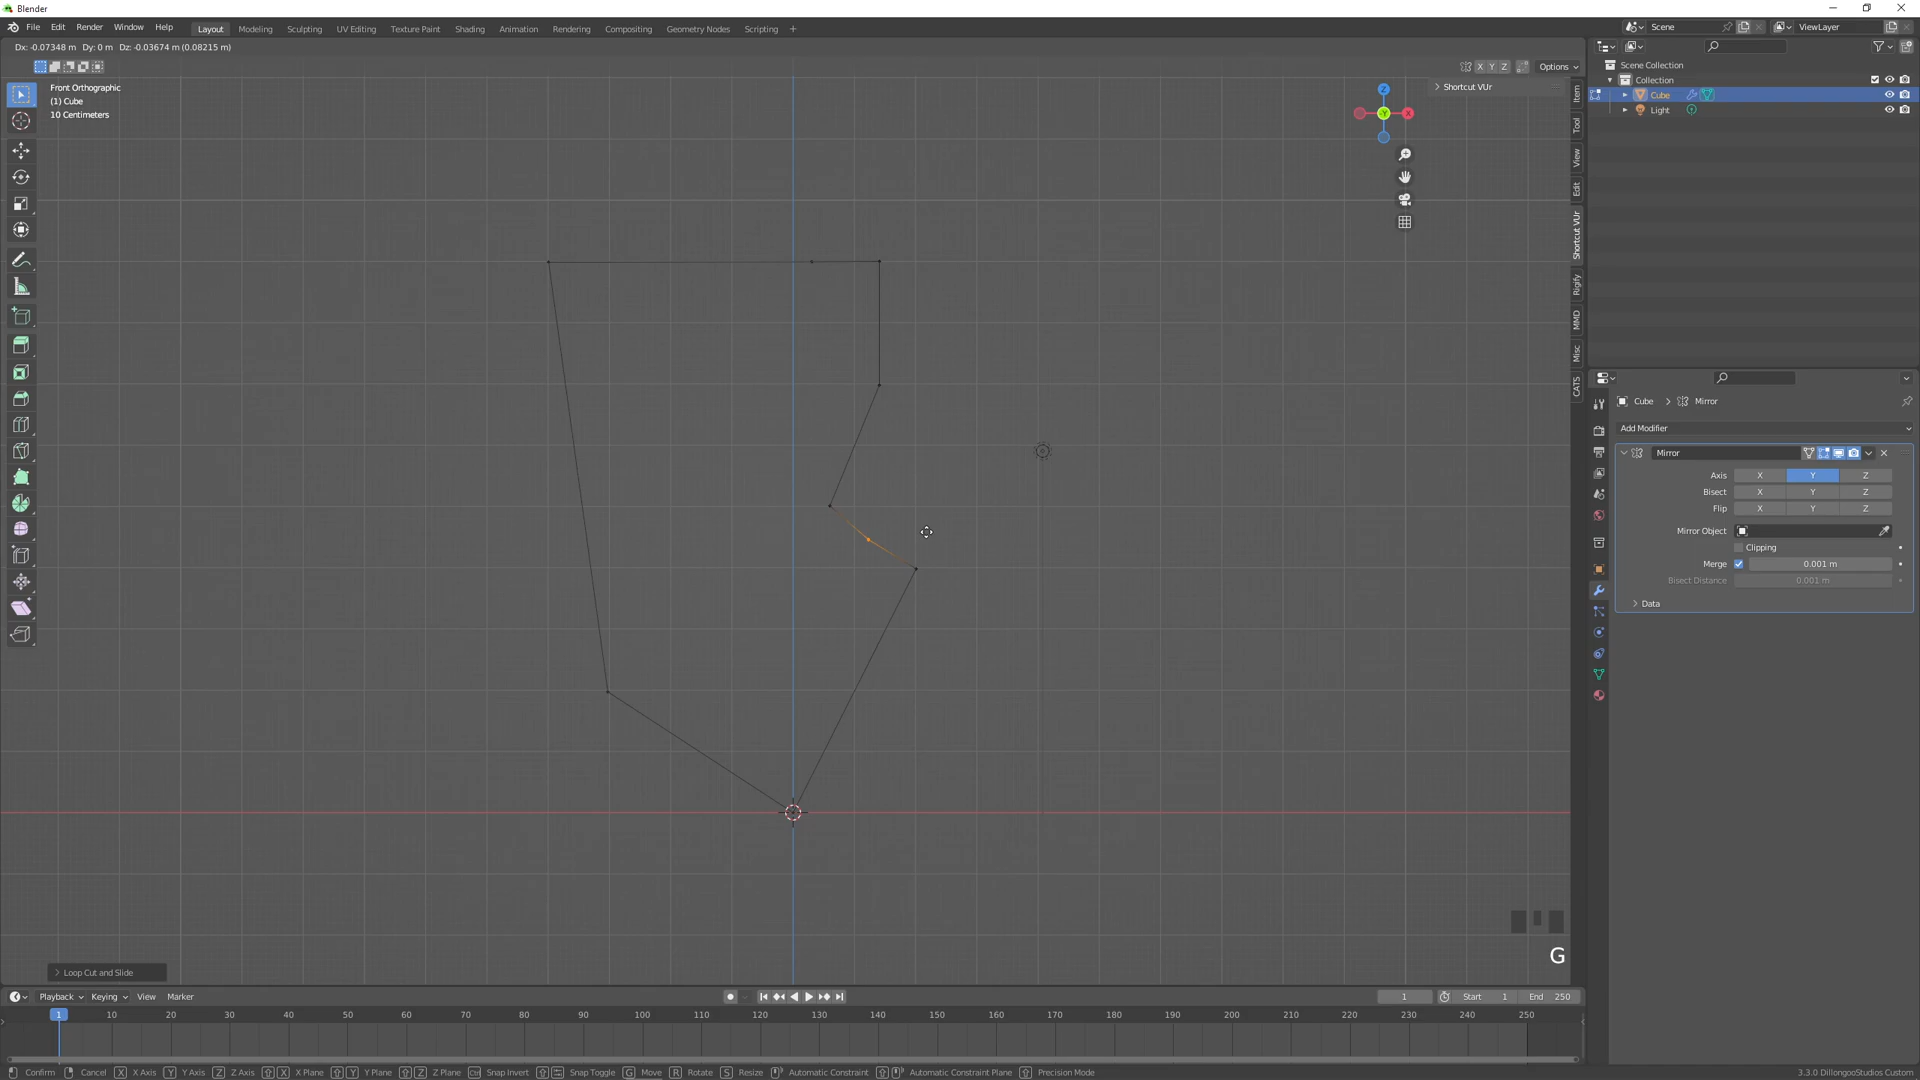 Blender
File Edit Render Window Help
Layout Modeling Sculpting UV Editing Texture Paint Shading Animation Rendering Compositing Geometry Nodes Scripting +
Scene
ViewLayer
Dx: -0.07348 m Dy: 0 m Dz: -0.03674 m (0.08215 m)
X Y Z
Options
Front Orthographic
(1) Cube
10 Centimeters
Shortcut VUr
Z
X
Y
Item
Tool
View
Edit
Shortcut VUr
Rigify
MMD
Misc
CATS
Scene Collection
Collection
Cube
Light
Cube > Mirror
Add Modifier
Mirror
Axis X Y Z
Bisect X Y Z
Flip X Y Z
Mirror Object
Clipping
Merge 0.001 m
Bisect Distance 0.001 m
Data
G
Loop Cut and Slide
Playback Keying View Marker
1 Start 1 End 250
1 10 20 30 40 50 60 70 80 90 100 110 120 130 140 150 160 170 180 190 200 210 220 230 240 250
Confirm Cancel X X Axis Y Y Axis Z Z Axis X X Plane Y Y Plane Z Z Plane Snap Invert Snap Toggle G Move R Rotate S Resize Automatic Constraint Automatic Constraint Plane Precision Mode
3.3.0 DillongooStudios Custom